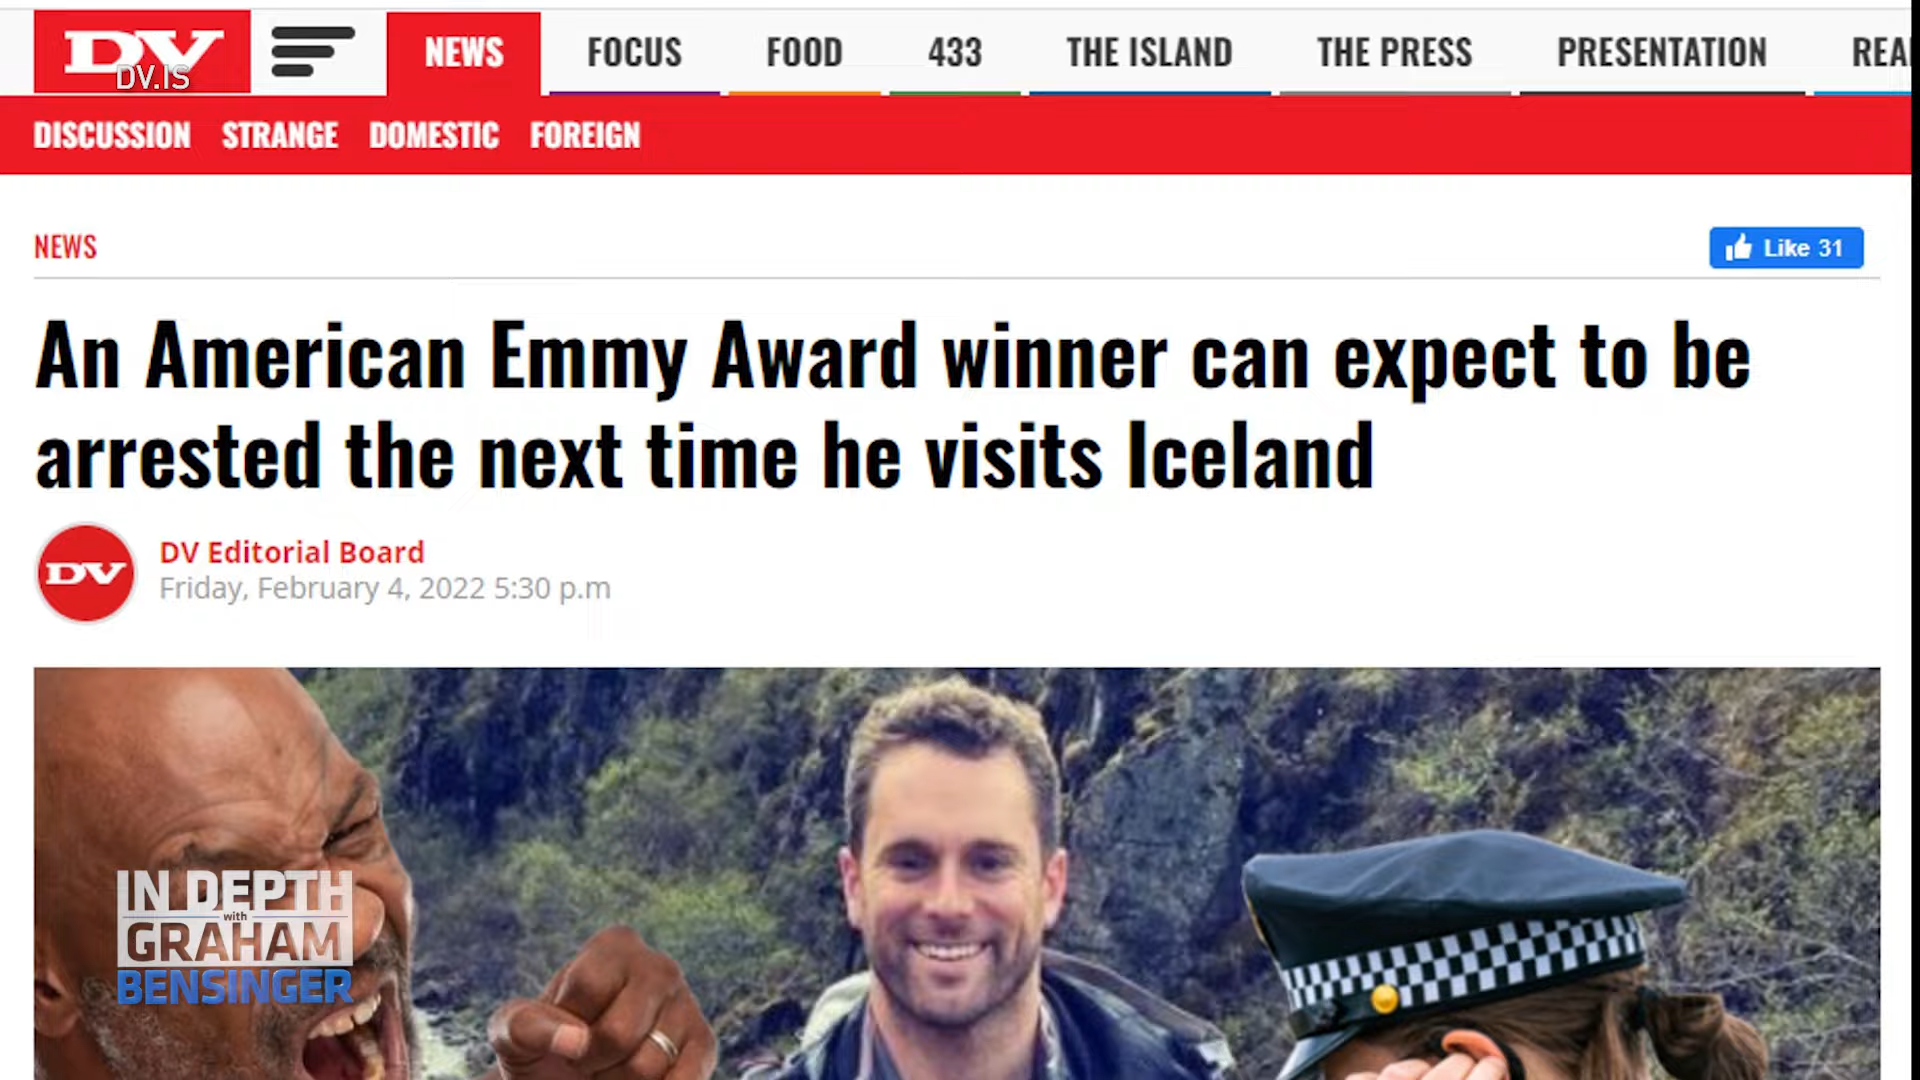 DV
DV.IS
NEWS
FOCUS
FOOD
433
THE ISLAND
THE PRESS
PRESENTATION
REA
DISCUSSION
STRANGE
DOMESTIC
FOREIGN
NEWS
Like 31
An American Emmy Award winner can expect to be
arrested the next time he visits Iceland
DV
DV Editorial Board
Friday, February 4, 2022 5:30 p.m
IN DEPTH
with
GRAHAM
BENSINGER